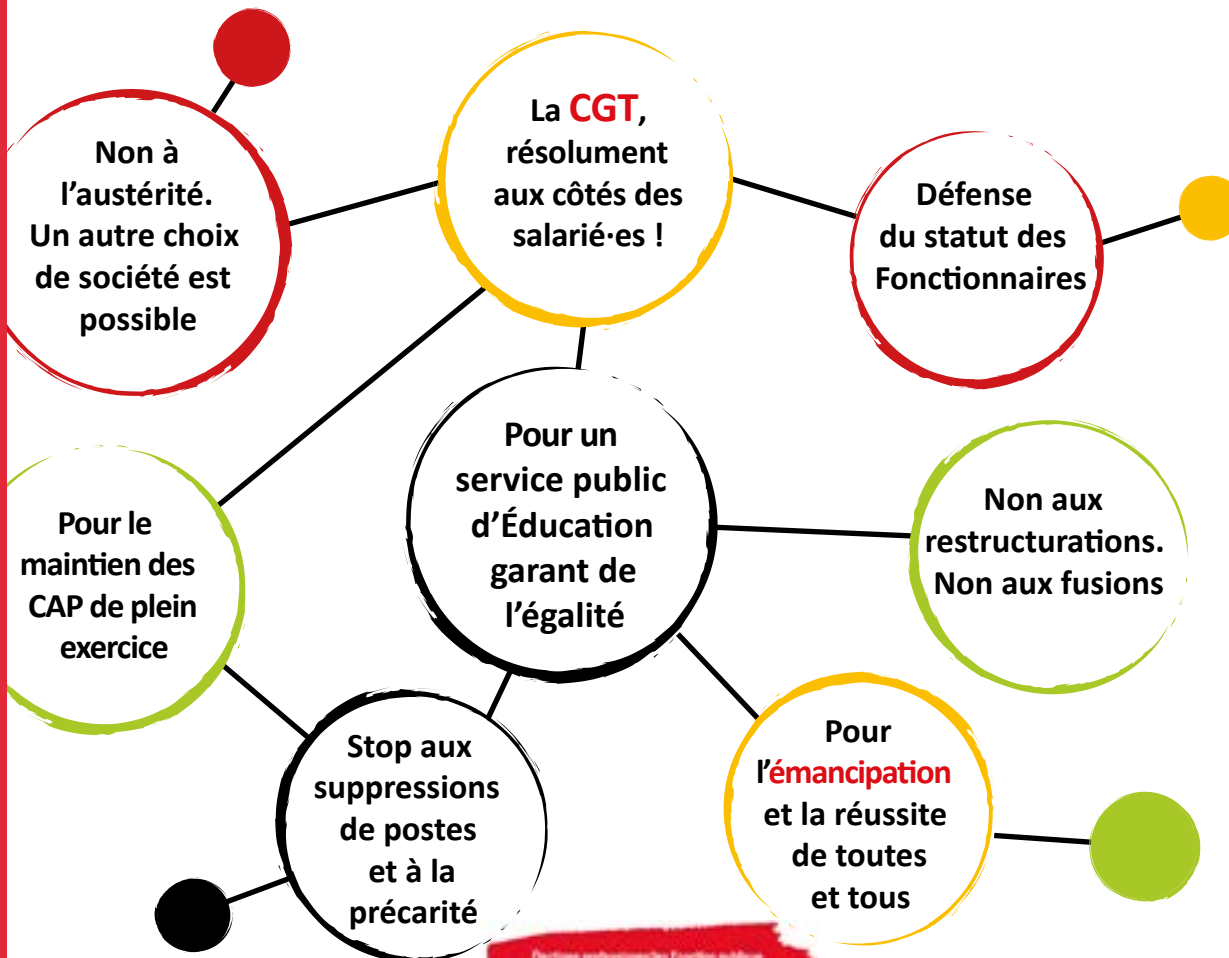 Non à
l'austérité.
Un autre choix
de société est
possible
La CGT,
résolument
aux côtés des
salarié·es !
Défense
du statut des
Fonctionnaires
Pour le
maintien des
CAP de plein
exercice
Pour un
service public
d'Éducation
garant de
l'égalité
Non aux
restructurations.
Non aux fusions
Stop aux
suppressions
de postes
et à la
précarité
Pour
l'émancipation
et la réussite
de toutes
et tous